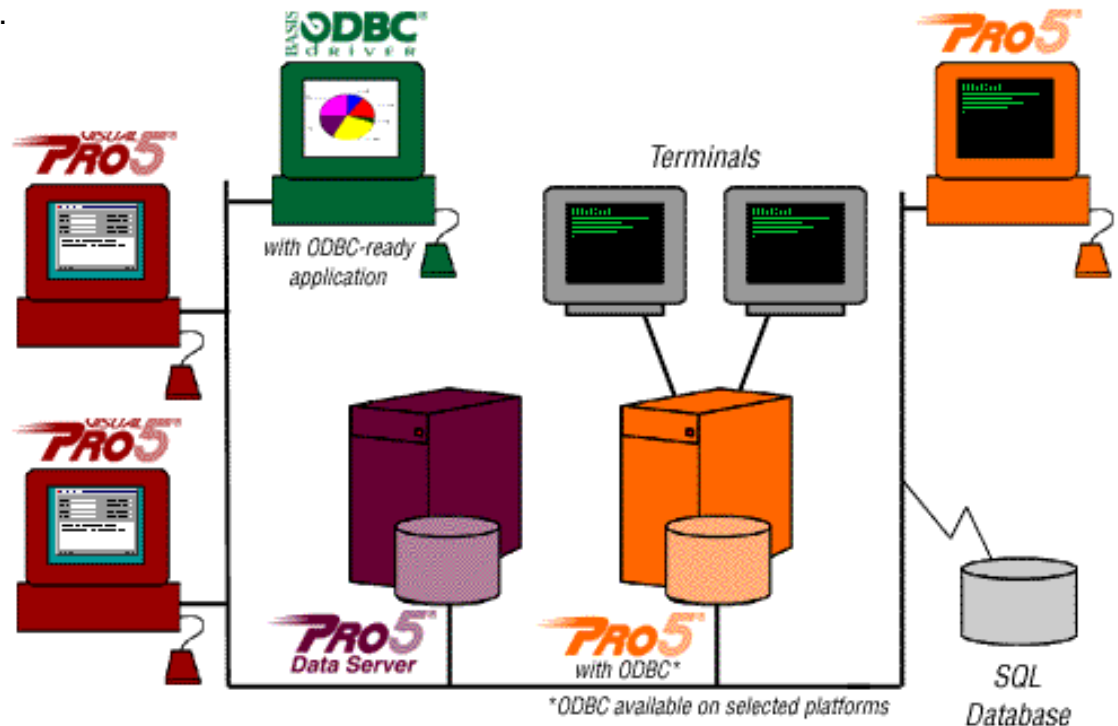 .
BASIS ODBC®
driver
PRO5®
VISUAL
PRO5®
Terminals
with ODBC-ready
application
VISUAL
PRO5®
PRO5®
Data Server
PRO5®
with ODBC*
*ODBC available on selected platforms
SQL
Database